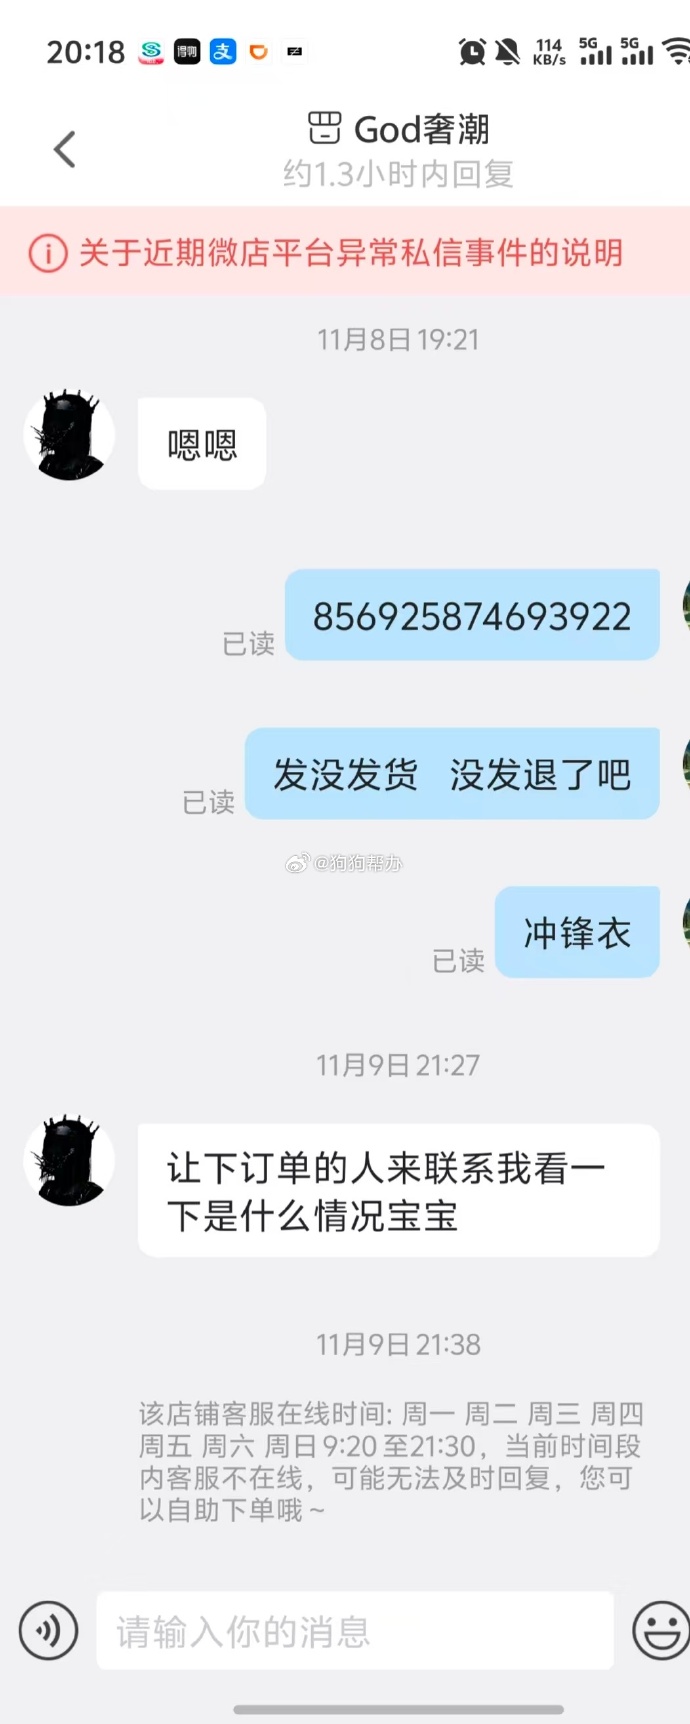 20:18
得物
支
114
KB/s
5G
5G
God奢潮
约1.3小时内回复
关于近期微店平台异常私信事件的说明
11月8日 19:21
嗯嗯
856925874693922
已读
发没发货 没发退了吧
已读
@狗狗帮办
冲锋衣
已读
11月9日 21:27
让下订单的人来联系我看一
下是什么情况宝宝
11月9日 21:38
该店铺客服在线时间: 周一 周二 周三 周四
周五 周六 周日 9:20 至21:30，当前时间段
内客服不在线，可能无法及时回复，您可
以自助下单哦 ~
请输入你的消息